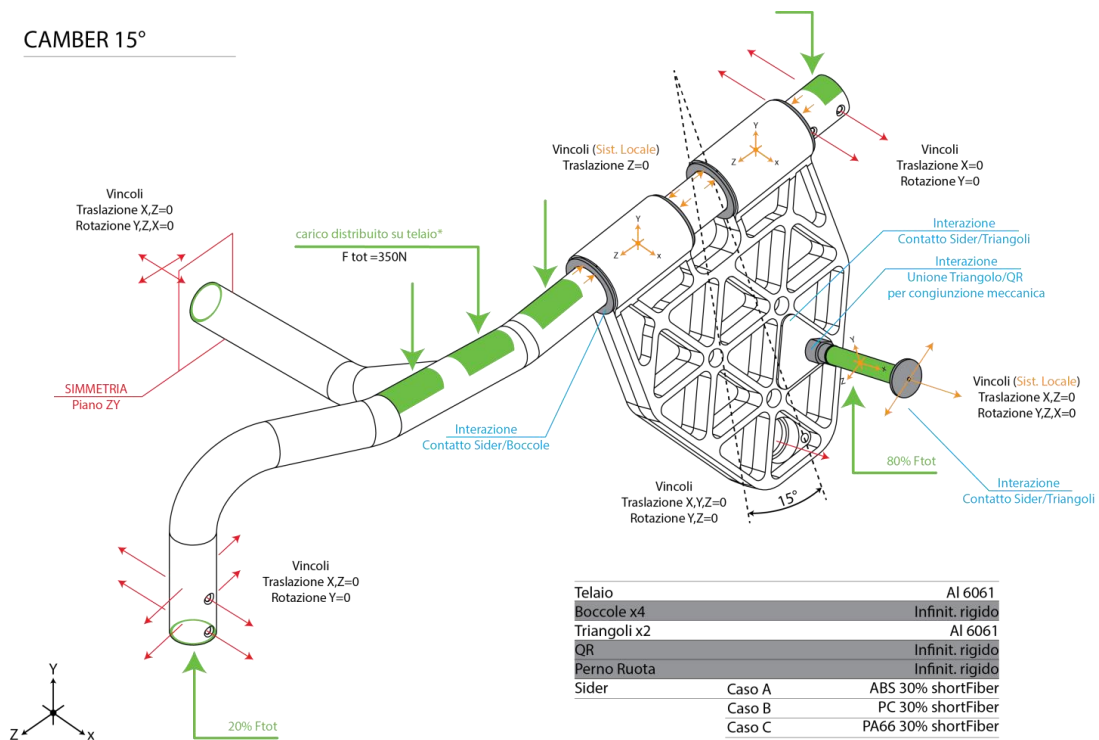 CAMBER 15°
Vincoli
Traslazione X,Z=0
Rotazione Y,Z,X=0
carico distribuito su telaio*
F tot =350N
Vincoli (Sist. Locale)
Traslazione Z=0
Y
Z
x
Y
Z
x
Vincoli
Traslazione X=0
Rotazione Y=0
Interazione
Contatto Sider/Triangoli
Interazione
Unione Triangolo/QR
per congiunzione meccanica
SIMMETRIA
Piano ZY
Interazione
Contatto Sider/Boccole
Y
Z
x
Vincoli (Sist. Locale)
Traslazione X,Z=0
Rotazione Y,Z,X=0
80% Ftot
Interazione
Contatto Sider/Triangoli
Vincoli
Traslazione X,Y,Z=0
Rotazione Y,Z=0
15°
Vincoli
Traslazione X,Z=0
Rotazione Y=0
20% Ftot
Y
Z
x
Telaio Al 6061
Boccole x4 Infinit. rigido
Triangoli x2 Al 6061
QR Infinit. rigido
Perno Ruota Infinit. rigido
Sider Caso A ABS 30% shortFiber
Caso B PC 30% shortFiber
Caso C PA66 30% shortFiber